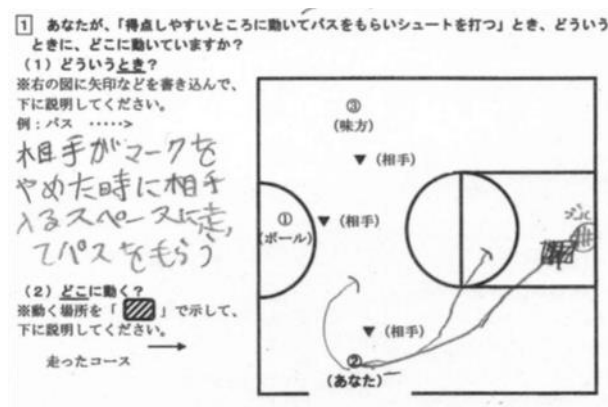 1 あなたが、「得点しやすいところに動いてパスをもらいシュートを打つ」とき、どういう
ときに、どこに動いていますか?
(1)どういうとき?
※右の図に矢印などを書き込んで、
下に説明してください。
例:パス ‥‥‥>
相手がマークを
やめた時に相手
入るスペースに走っ
てパスをもらう
(2)どこに動く?
※動く場所を「 」で示して、
下に説明してください。
走ったコース
③
(味方)
▼(相手)
①
(ボール)
▼(相手)
ゴール
▼(相手)
②
(あなた)